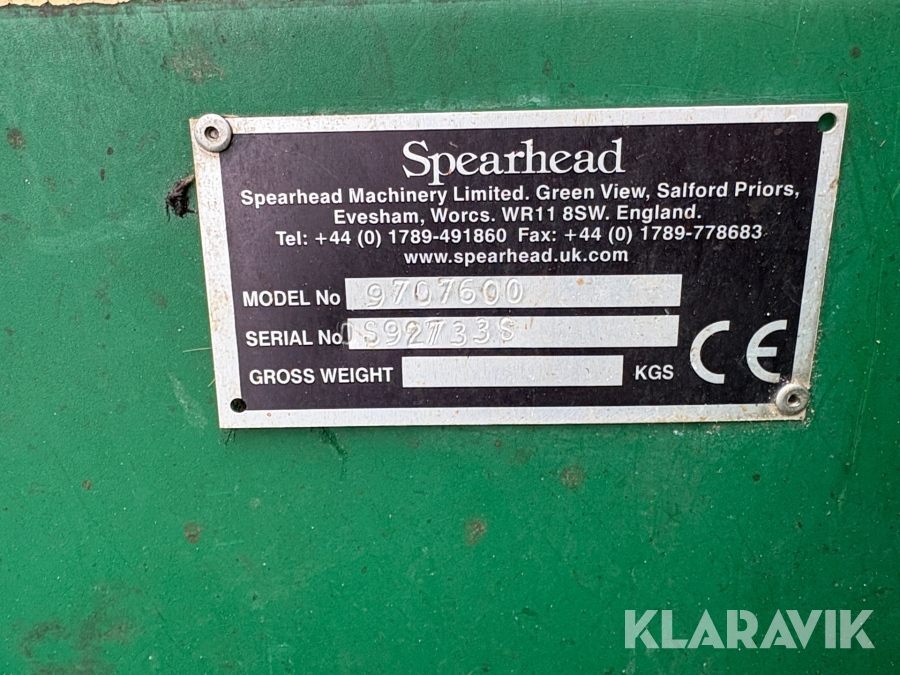 Spearhead
Spearhead Machinery Limited. Green View, Salford Priors,
Evesham, Worcs. WR11 8SW. England.
Tel: +44 (0) 1789-491860 Fax: +44 (0) 1789-778683
www.spearhead.uk.com
MODEL No 9707600
SERIAL No JS92733S
GROSS WEIGHT KGS
CE
KLARAVIK